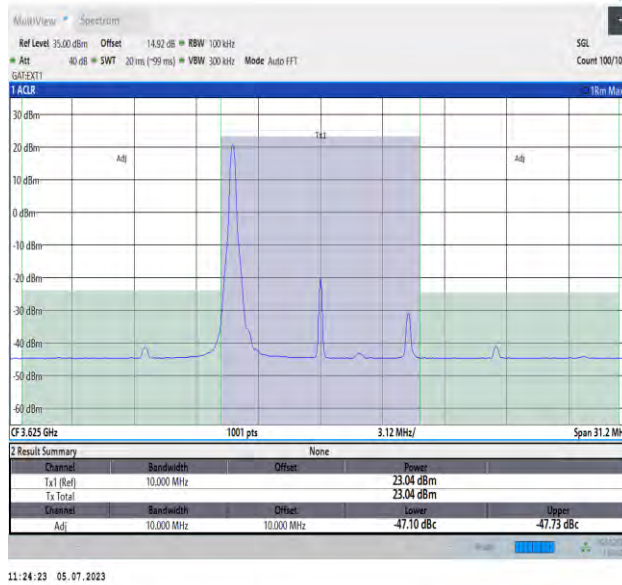 MultiView Spectrum
Ref Level 35.00 dBm Offset 14.92 dB RBW 100 kHz SGL
Att 40 dB SWT 20 ms (~99 ms) VBW 300 kHz Mode Auto FFT Count 100/10
GAT:EXT1
1 ACLR 1Rm Max
30 dBm
Tx1
20 dBm
Adj Adj
10 dBm
0 dBm
-10 dBm
-20 dBm
-30 dBm
-40 dBm
-50 dBm
-60 dBm
CF 3.625 GHz 1001 pts 3.12 MHz/ Span 31.2 MH
2 Result Summary None
Channel Bandwidth Offset Power
Tx1 (Ref) 10.000 MHz 23.04 dBm
Tx Total 23.04 dBm
Channel Bandwidth Offset Lower Upper
Adj 10.000 MHz 10.000 MHz -47.10 dBc -47.73 dBc
11:24:23 05.07.2023